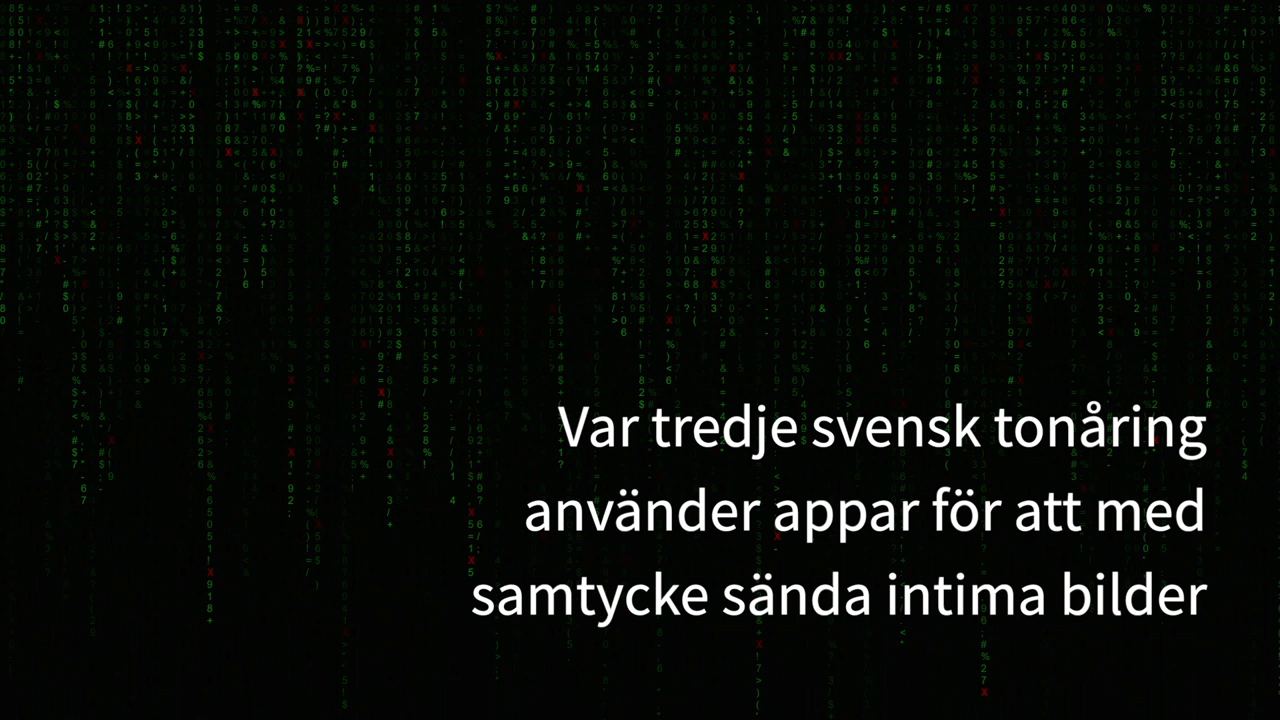 Var tredje svensk tonåring
använder appar för att med
samtycke sända intima bilder